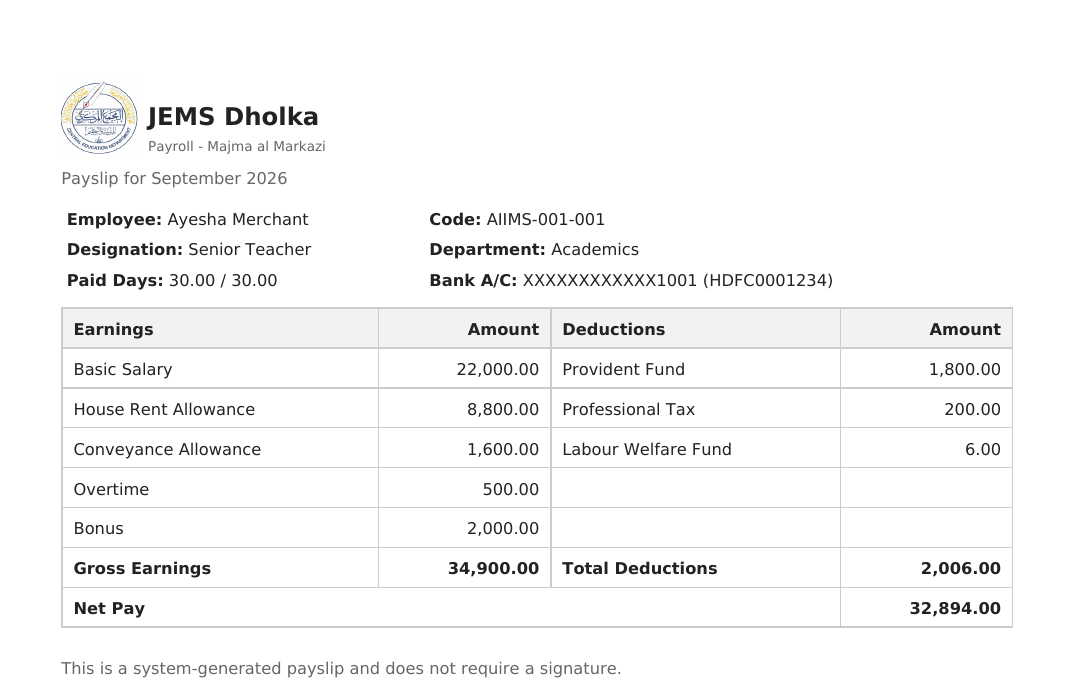 CENTRAL EDUCATION DEPARTMENT
JEMS Dholka
Payroll - Majma al Markazi
Payslip for September 2026
Employee: Ayesha Merchant Code: AIIMS-001-001
Designation: Senior Teacher Department: Academics
Paid Days: 30.00 / 30.00 Bank A/C: XXXXXXXXXXXX1001 (HDFC0001234)
Earnings Amount Deductions Amount
Basic Salary 22,000.00 Provident Fund 1,800.00
House Rent Allowance 8,800.00 Professional Tax 200.00
Conveyance Allowance 1,600.00 Labour Welfare Fund 6.00
Overtime 500.00
Bonus 2,000.00
Gross Earnings 34,900.00 Total Deductions 2,006.00
Net Pay 32,894.00
This is a system-generated payslip and does not require a signature.